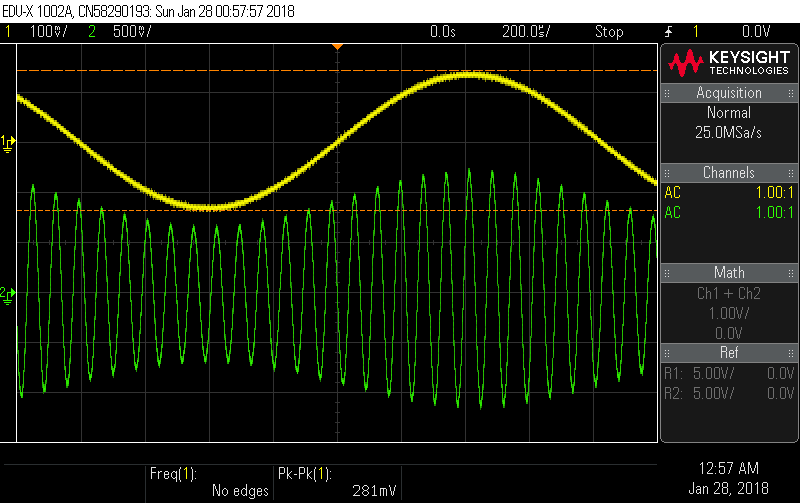 EDU-X 1002A, CN58290193: Sun Jan 28 00:57:57 2018
1 100mV/ 2 500mV/ 0.0s 200.0us/ Stop 1 0.0V
KEYSIGHT
TECHNOLOGIES
Acquisition
Normal
25.0MSa/s
Channels
AC 1.00:1
AC 1.00:1
Math
Ch1 + Ch2
1.00V/
0.0V
Ref
R1: 5.00V/ 0.0V
R2: 5.00V/ 0.0V
1
2
Freq(1):
No edges
Pk-Pk(1):
281mV
12:57 AM
Jan 28, 2018